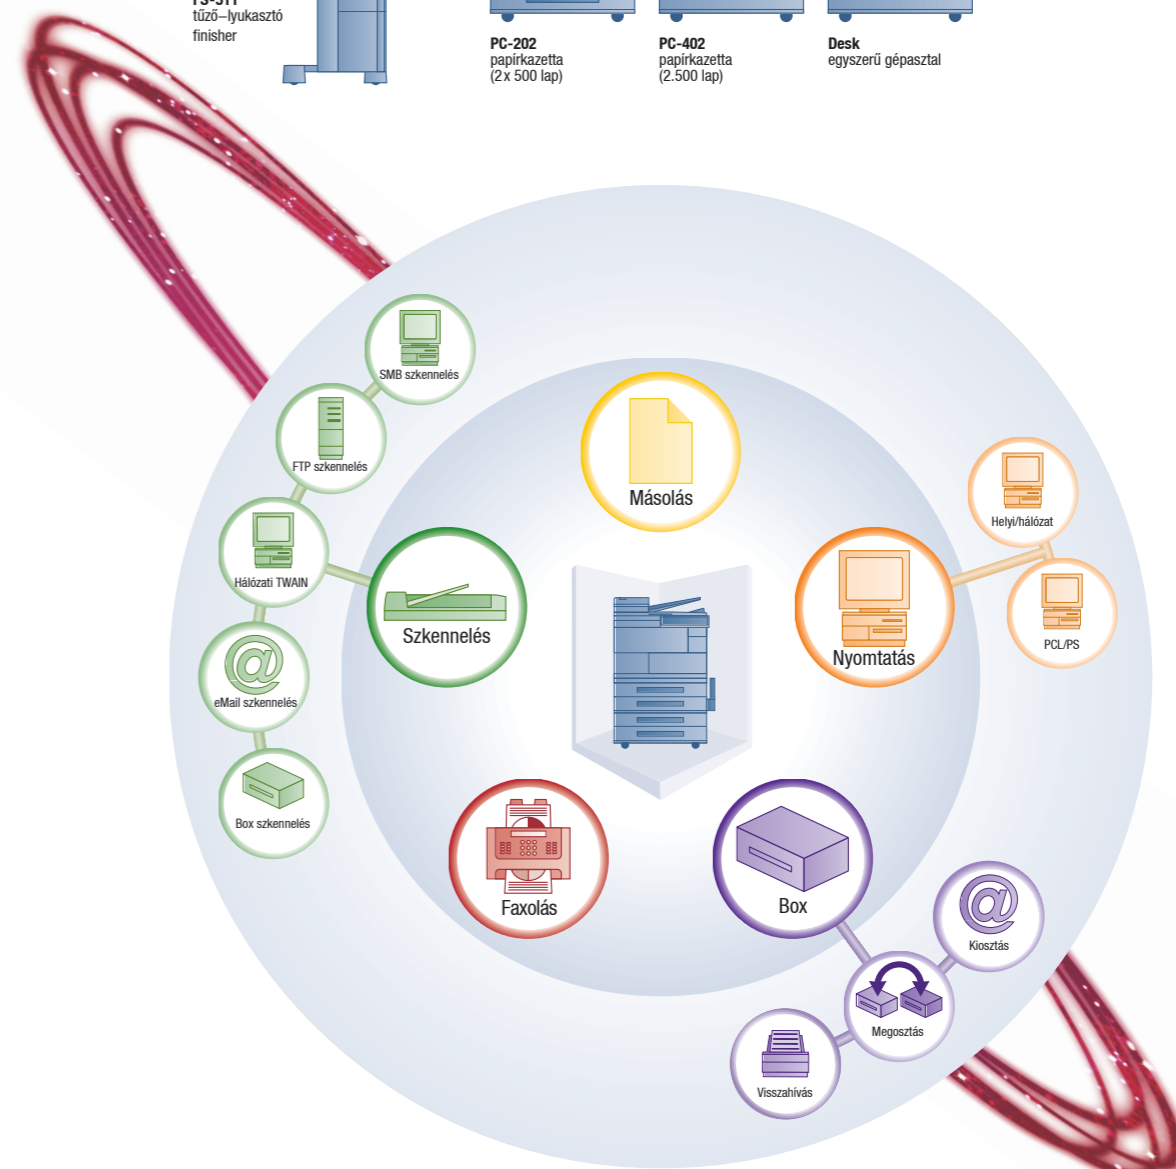 tűző–lyukasztó
finisher
PC-202
papírkazetta
(2x 500 lap)
PC-402
papírkazetta
(2.500 lap)
Desk
egyszerű gépasztal
SMB szkennelés
FTP szkennelés
Hálózati TWAIN
eMail szkennelés
Box szkennelés
Szkennelés
Másolás
Nyomtatás
Helyi/hálózat
PCL/PS
Faxolás
Box
Kiosztás
Megosztás
Visszahívás